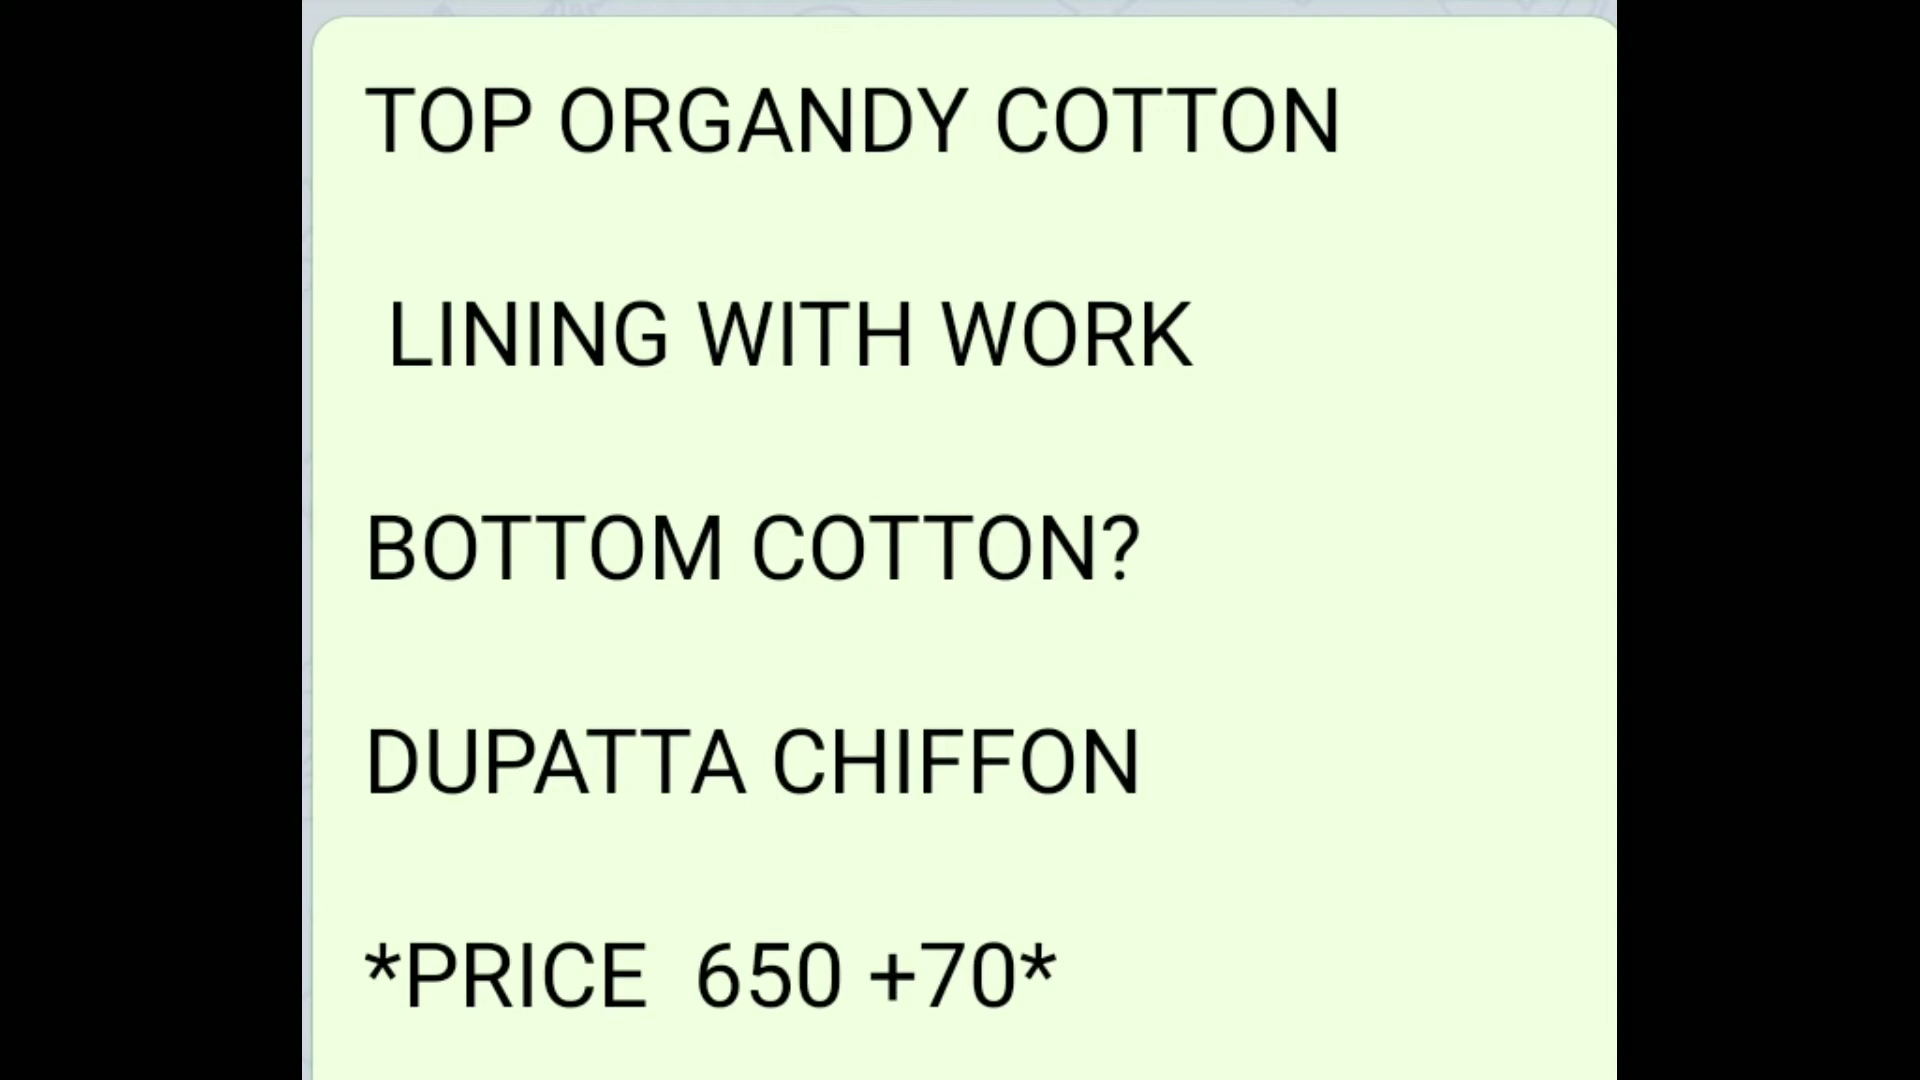 TOP ORGANDY COTTON
LINING WITH WORK
BOTTOM COTTON?
DUPATTA CHIFFON
*PRICE  650 +70*